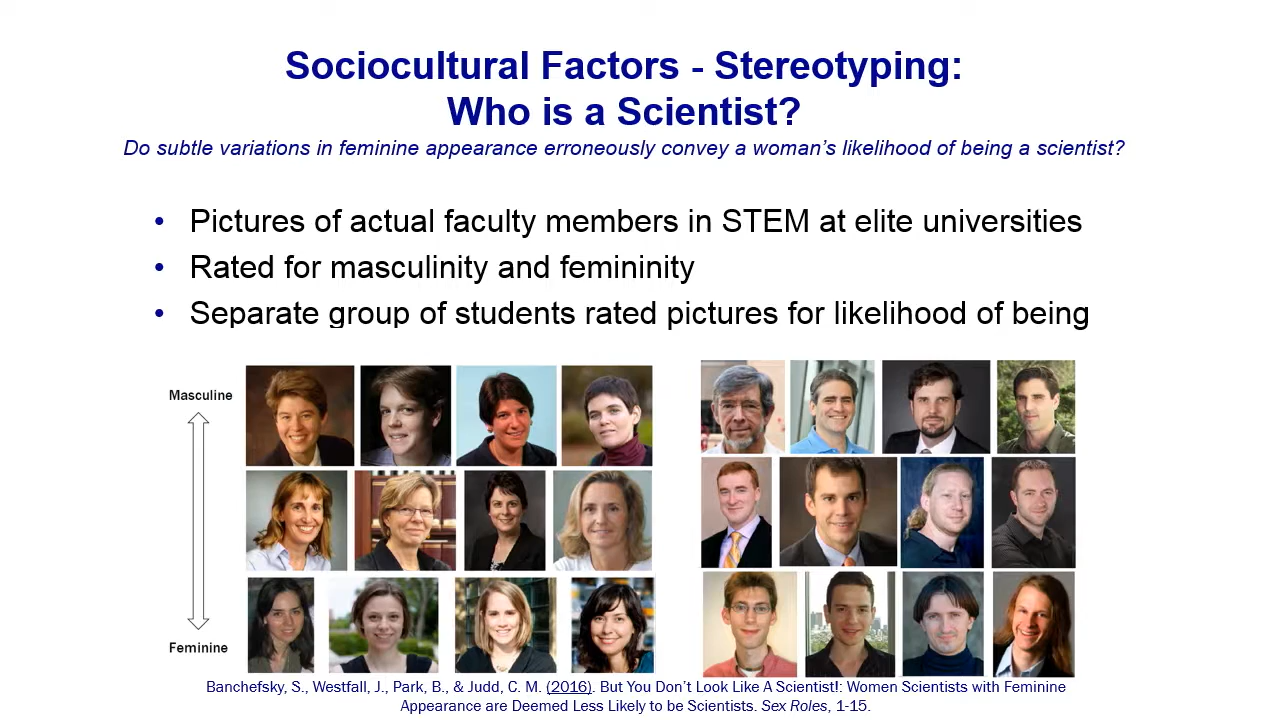 Sociocultural Factors - Stereotyping:
Who is a Scientist?
Do subtle variations in feminine appearance erroneously convey a woman's likelihood of being a scientist?
• Pictures of actual faculty members in STEM at elite universities
• Rated for masculinity and femininity
• Separate group of students rated pictures for likelihood of being
Masculine
Feminine
Banchefsky, S., Westfall, J., Park, B., & Judd, C. M. (2016). But You Don't Look Like A Scientist!: Women Scientists with Feminine
Appearance are Deemed Less Likely to be Scientists. Sex Roles, 1-15.